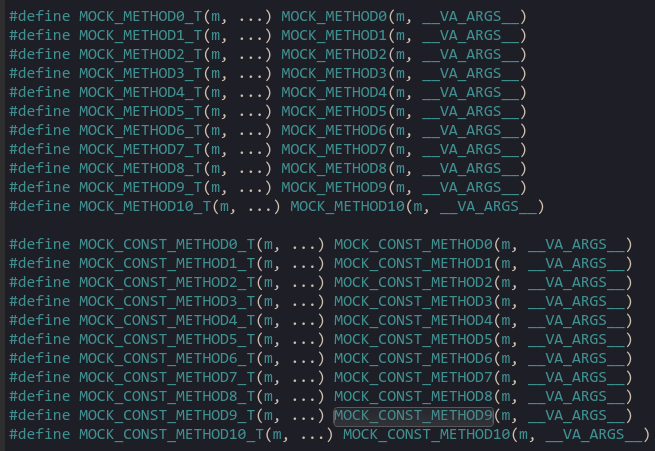 #define MOCK_METHOD0_T(m, ...) MOCK_METHOD0(m, __VA_ARGS__)
#define MOCK_METHOD1_T(m, ...) MOCK_METHOD1(m, __VA_ARGS__)
#define MOCK_METHOD2_T(m, ...) MOCK_METHOD2(m, __VA_ARGS__)
#define MOCK_METHOD3_T(m, ...) MOCK_METHOD3(m, __VA_ARGS__)
#define MOCK_METHOD4_T(m, ...) MOCK_METHOD4(m, __VA_ARGS__)
#define MOCK_METHOD5_T(m, ...) MOCK_METHOD5(m, __VA_ARGS__)
#define MOCK_METHOD6_T(m, ...) MOCK_METHOD6(m, __VA_ARGS__)
#define MOCK_METHOD7_T(m, ...) MOCK_METHOD7(m, __VA_ARGS__)
#define MOCK_METHOD8_T(m, ...) MOCK_METHOD8(m, __VA_ARGS__)
#define MOCK_METHOD9_T(m, ...) MOCK_METHOD9(m, __VA_ARGS__)
#define MOCK_METHOD10_T(m, ...) MOCK_METHOD10(m, __VA_ARGS__)

#define MOCK_CONST_METHOD0_T(m, ...) MOCK_CONST_METHOD0(m, __VA_ARGS__)
#define MOCK_CONST_METHOD1_T(m, ...) MOCK_CONST_METHOD1(m, __VA_ARGS__)
#define MOCK_CONST_METHOD2_T(m, ...) MOCK_CONST_METHOD2(m, __VA_ARGS__)
#define MOCK_CONST_METHOD3_T(m, ...) MOCK_CONST_METHOD3(m, __VA_ARGS__)
#define MOCK_CONST_METHOD4_T(m, ...) MOCK_CONST_METHOD4(m, __VA_ARGS__)
#define MOCK_CONST_METHOD5_T(m, ...) MOCK_CONST_METHOD5(m, __VA_ARGS__)
#define MOCK_CONST_METHOD6_T(m, ...) MOCK_CONST_METHOD6(m, __VA_ARGS__)
#define MOCK_CONST_METHOD7_T(m, ...) MOCK_CONST_METHOD7(m, __VA_ARGS__)
#define MOCK_CONST_METHOD8_T(m, ...) MOCK_CONST_METHOD8(m, __VA_ARGS__)
#define MOCK_CONST_METHOD9_T(m, ...) MOCK_CONST_METHOD9(m, __VA_ARGS__)
#define MOCK_CONST_METHOD10_T(m, ...) MOCK_CONST_METHOD10(m, __VA_ARGS__)